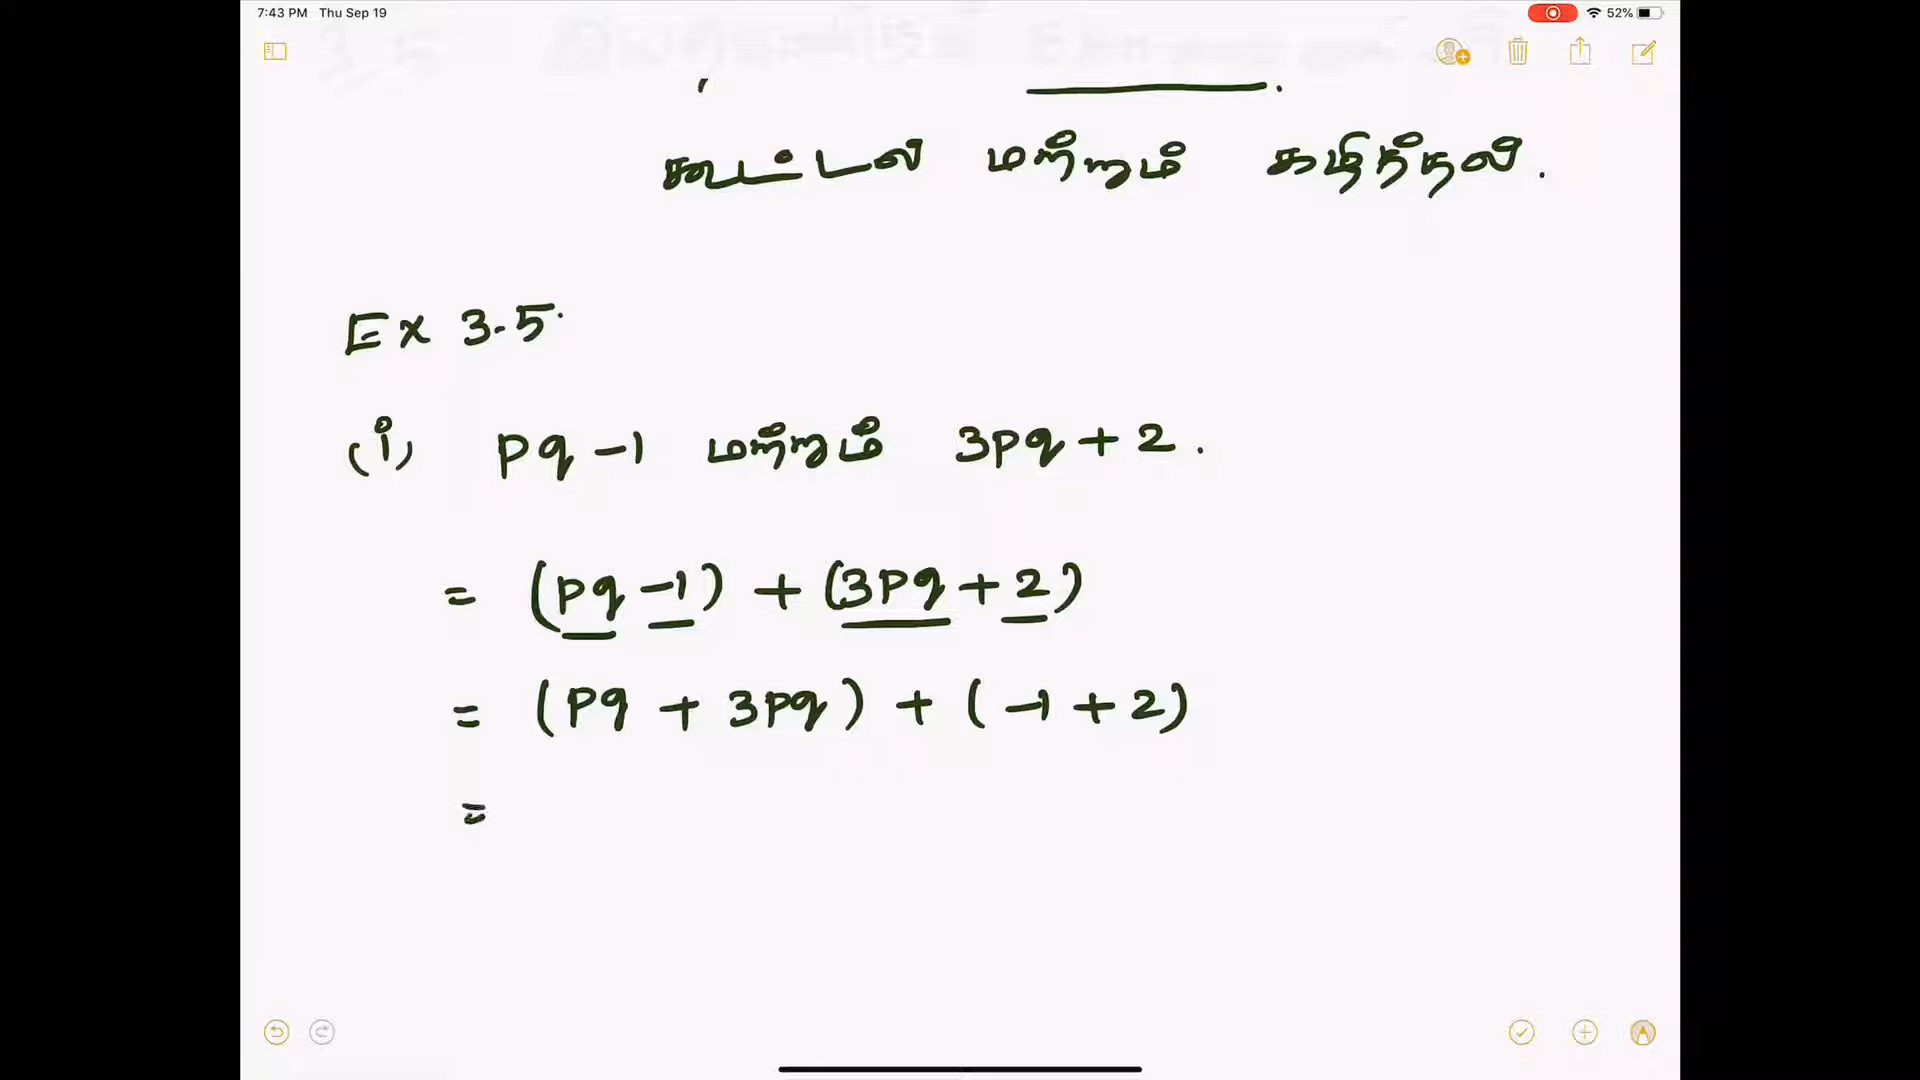 7:43 PM Thu Sep 19
52%
கூட்டல் மற்றும் கழித்தல்.
Ex 3.5.
(i) pq - 1 மற்றும் 3pq + 2.
= (pq - 1) + (3pq + 2)
= (pq + 3pq) + (-1 + 2)
=